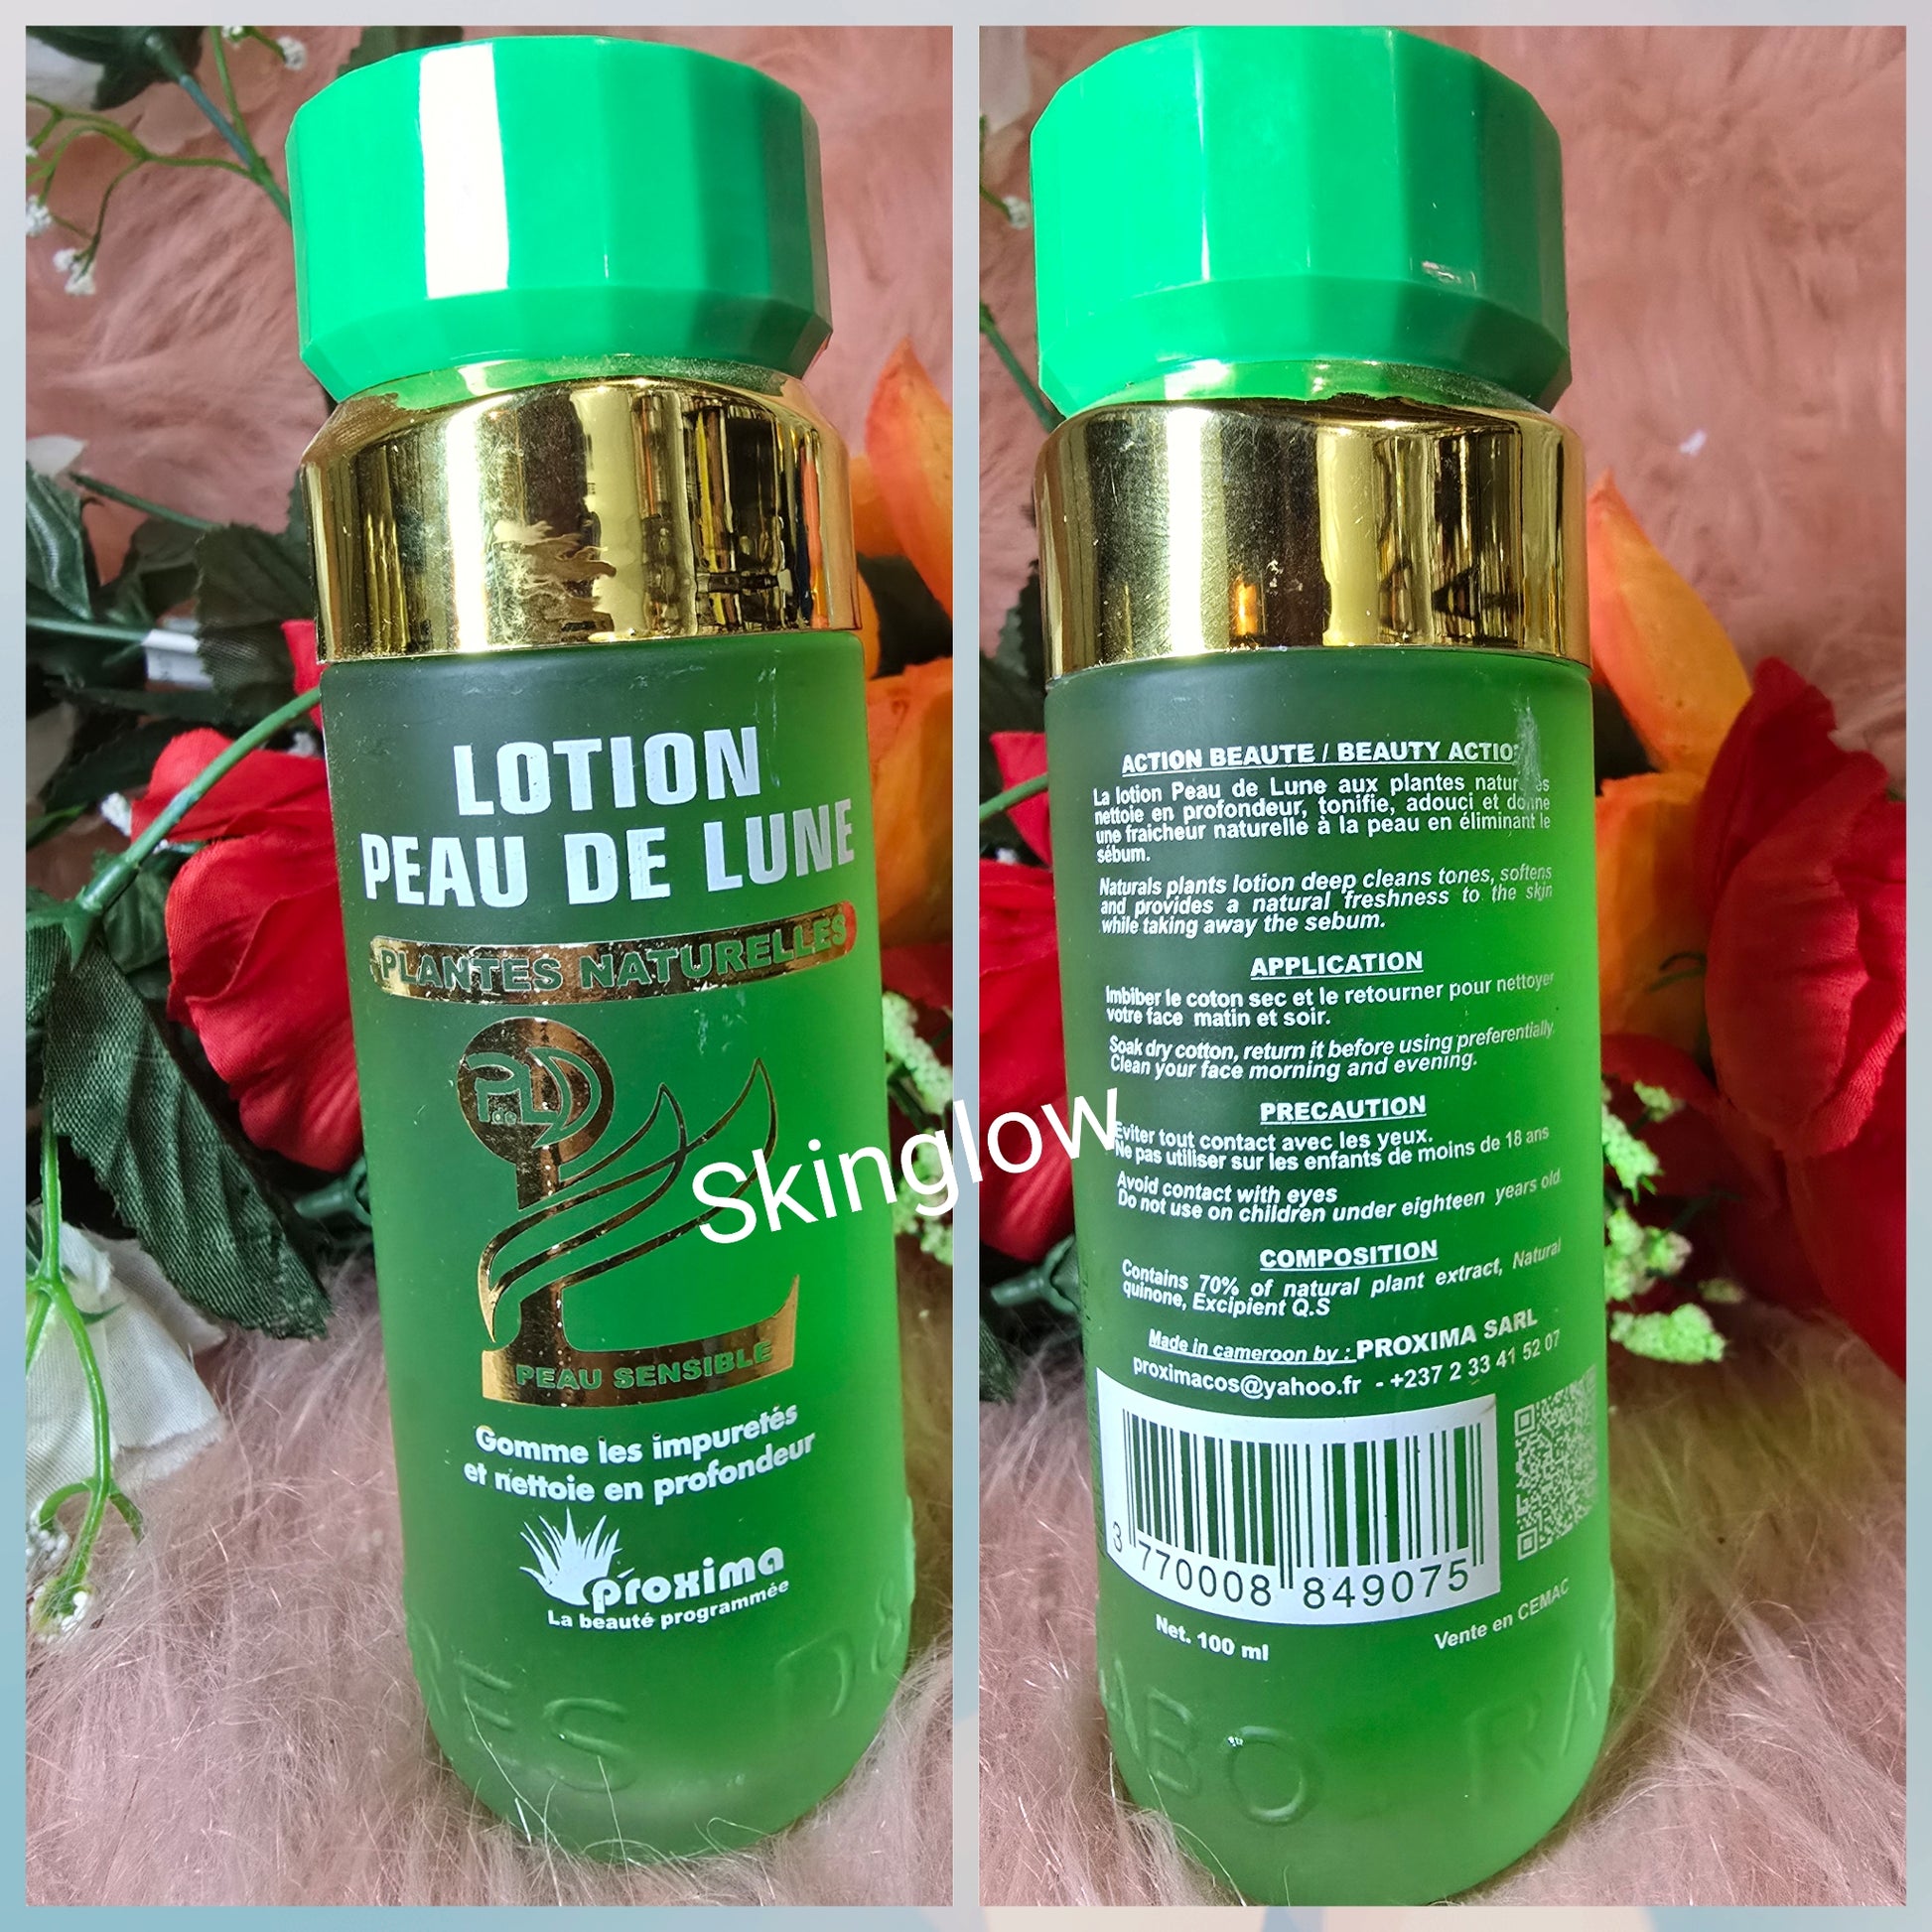 LOTION
PEAU DE LUNE
PLANTES NATURELLES
PdeL
PEAU SENSIBLE
Gomme les impuretés
et nettoie en profondeur
proxima
La beauté programmée
Skinglow
ACTION BEAUTE / BEAUTY
La lotion Peau de Lune aux plantes
nettoie en profondeur, tonifie, adouci et donne
une fraicheur naturelle à la peau en éliminant le
sébum.
Naturals plants lotion deep cleans tones, softens
and provides a natural freshness to the skin
while taking away the sebum.
APPLICATION
Imbiber le coton sec et le retourner pour nettoyer
votre face matin et soir.
Soak dry cotton, return it before using preferentially.
Clean your face morning and evening.
PRECAUTION
Eviter tout contact avec les yeux.
Ne pas utiliser sur les enfants de moins de 18 ans
Avoid contact with eyes
Do not use on children under eighteen years old
COMPOSITION
Contains 70% of natural plant extract, Natural
quinone, Excipient Q.S
Made in cameroon by : PROXIMA SARL
proximacos@yahoo.fr - +237 2 33 41 52 07
3 770008 849075
Net. 100 ml
Vente en CEMAC